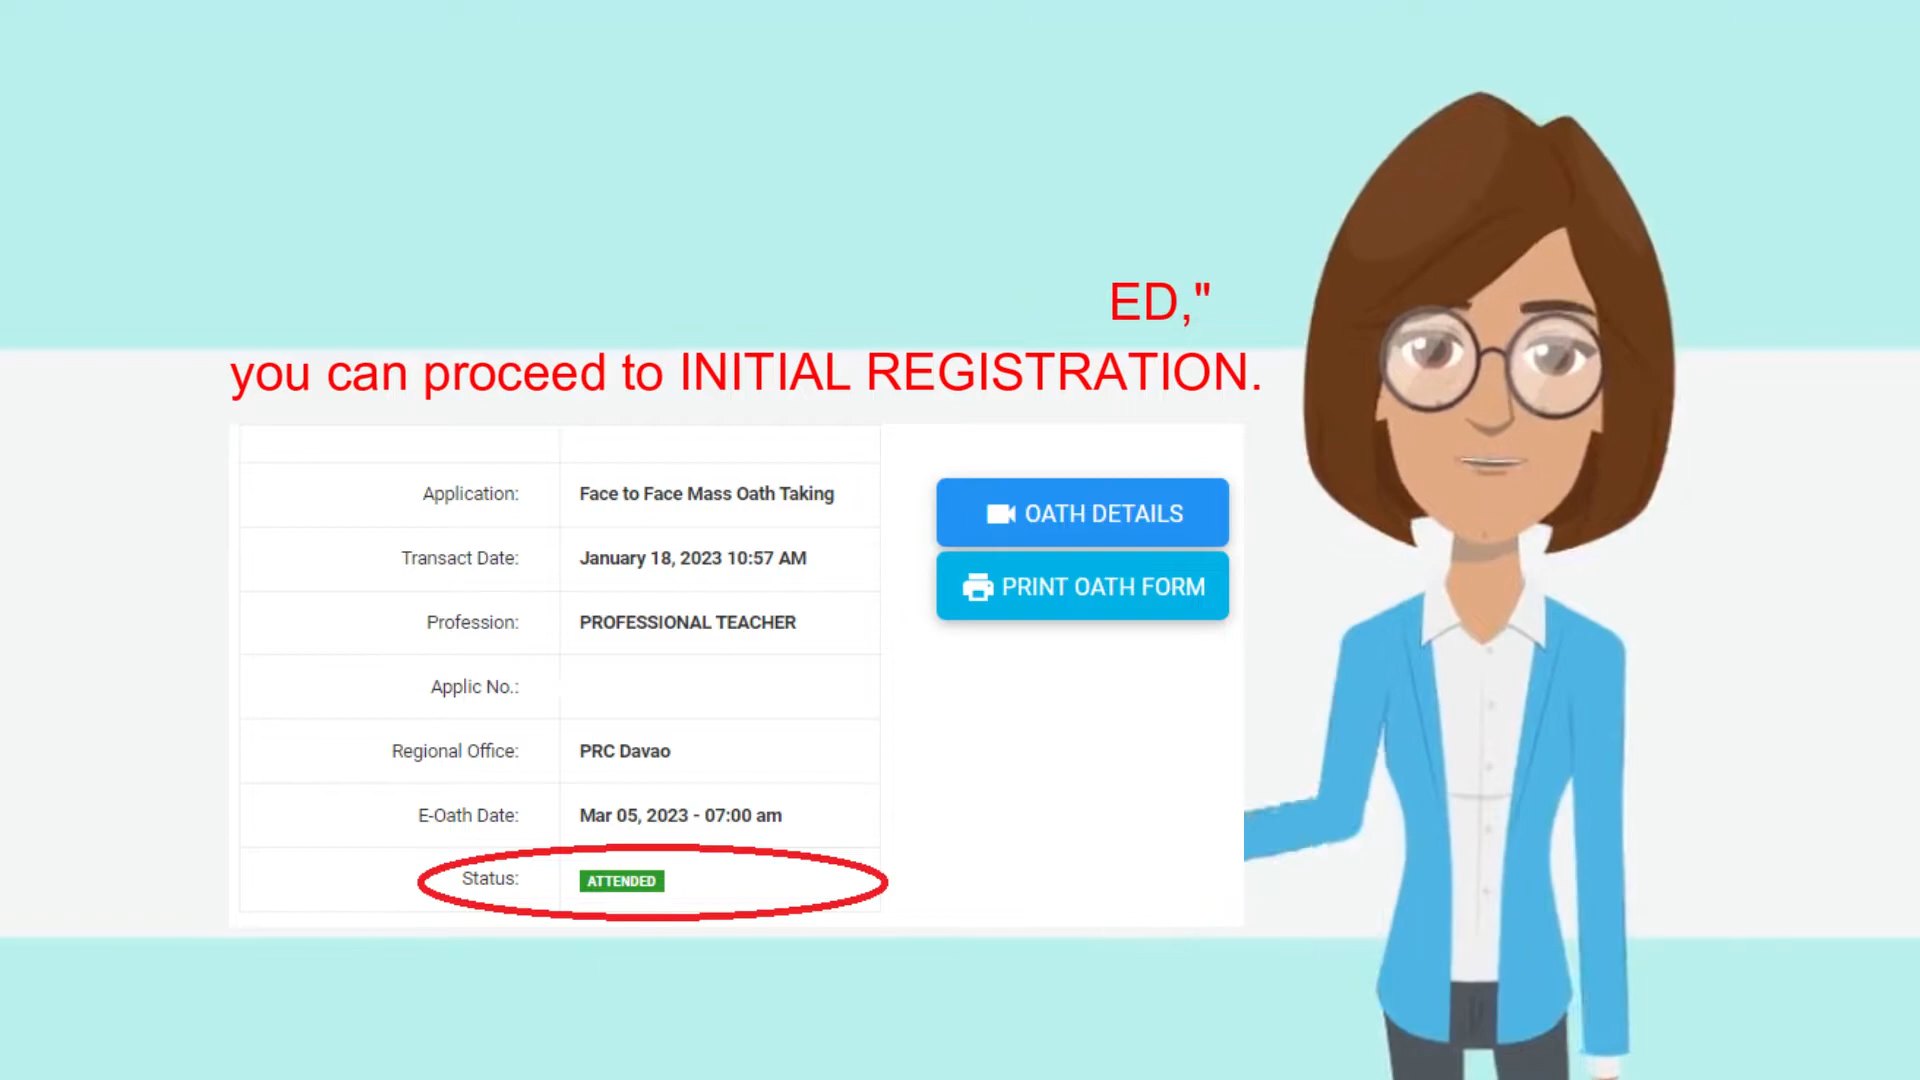 ED,"
you can proceed to INITIAL REGISTRATION.
Application: Face to Face Mass Oath Taking
Transact Date: January 18, 2023 10:57 AM
Profession: PROFESSIONAL TEACHER
Applic No.:
Regional Office: PRC Davao
E-Oath Date: Mar 05, 2023 - 07:00 am
Status: ATTENDED
OATH DETAILS
PRINT OATH FORM